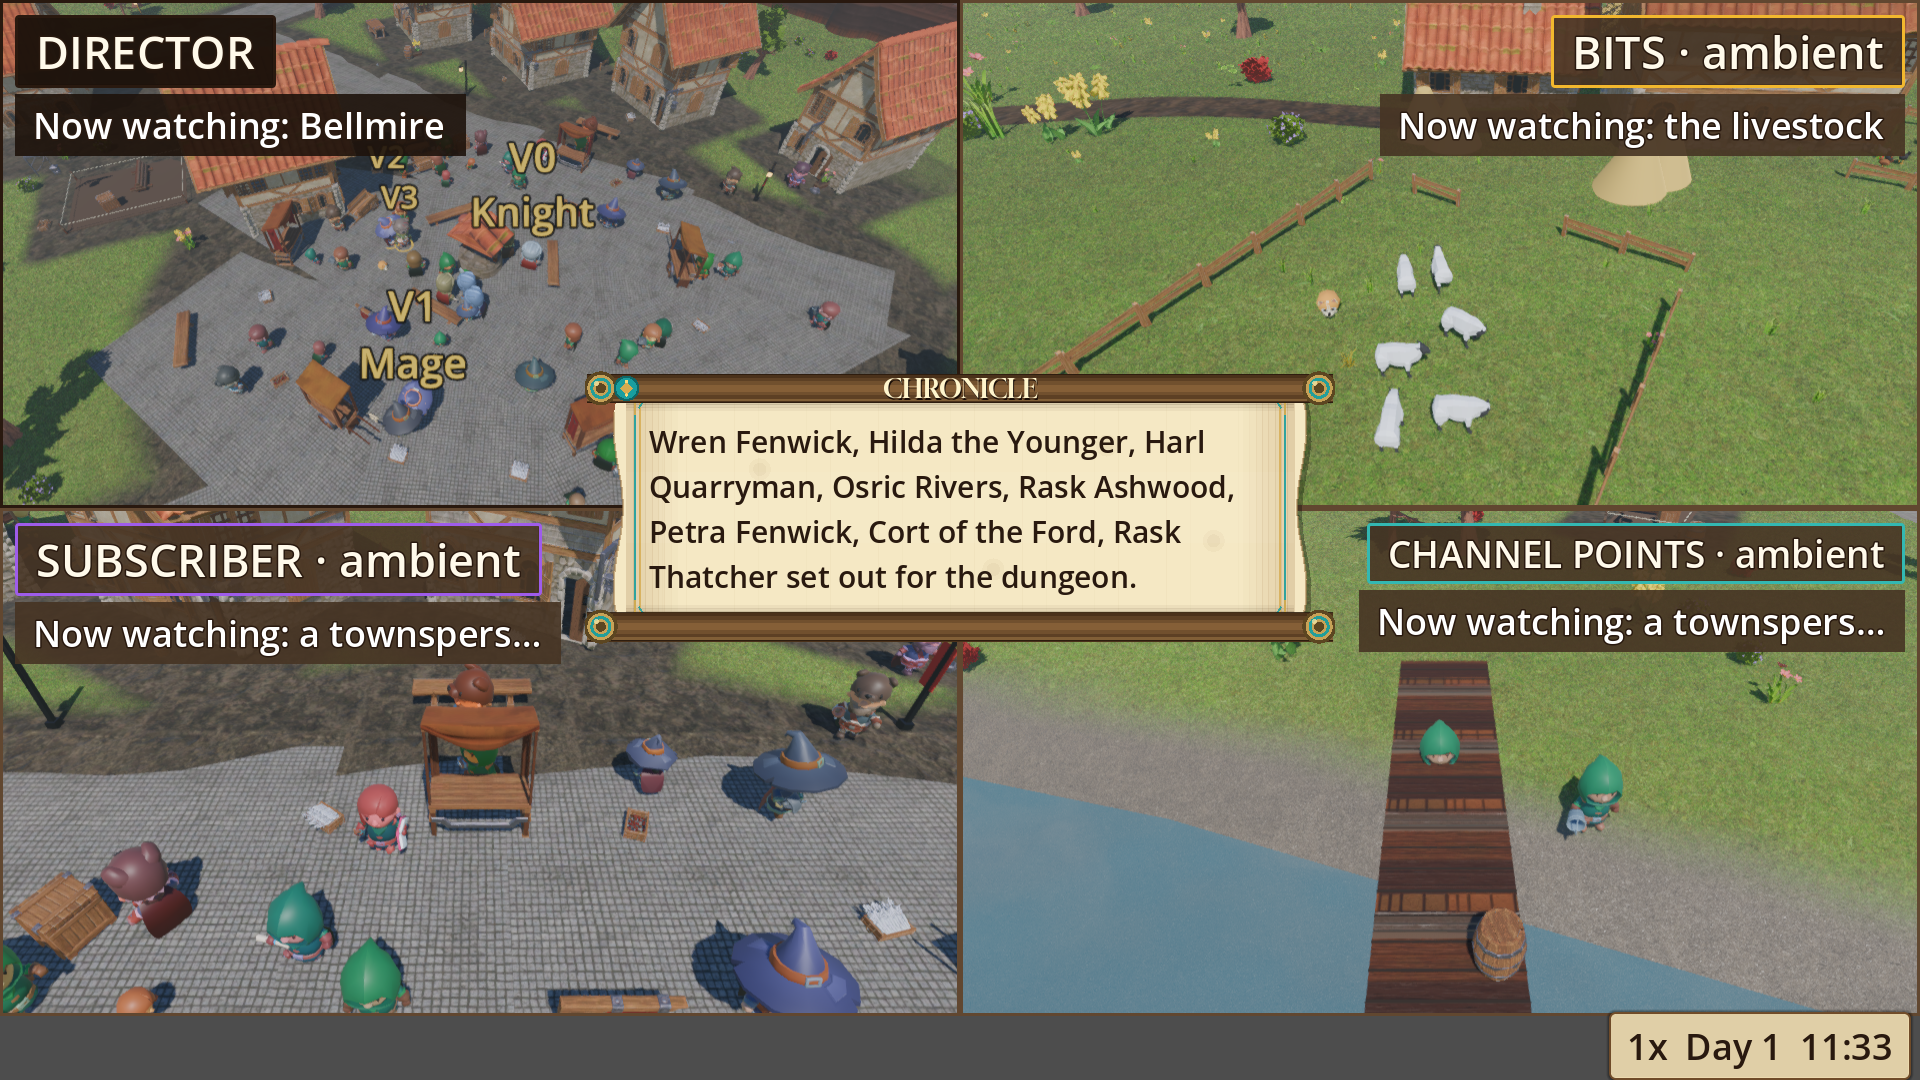 DIRECTOR
Now watching: Bellmire
V2
V0
V3
Knight
V1
Mage
BITS · ambient
Now watching: the livestock
CHRONICLE
Wren Fenwick, Hilda the Younger, Harl
Quarryman, Osric Rivers, Rask Ashwood,
Petra Fenwick, Cort of the Ford, Rask
Thatcher set out for the dungeon.
SUBSCRIBER · ambient
Now watching: a townspers...
CHANNEL POINTS · ambient
Now watching: a townspers...
1x Day 1 11:33